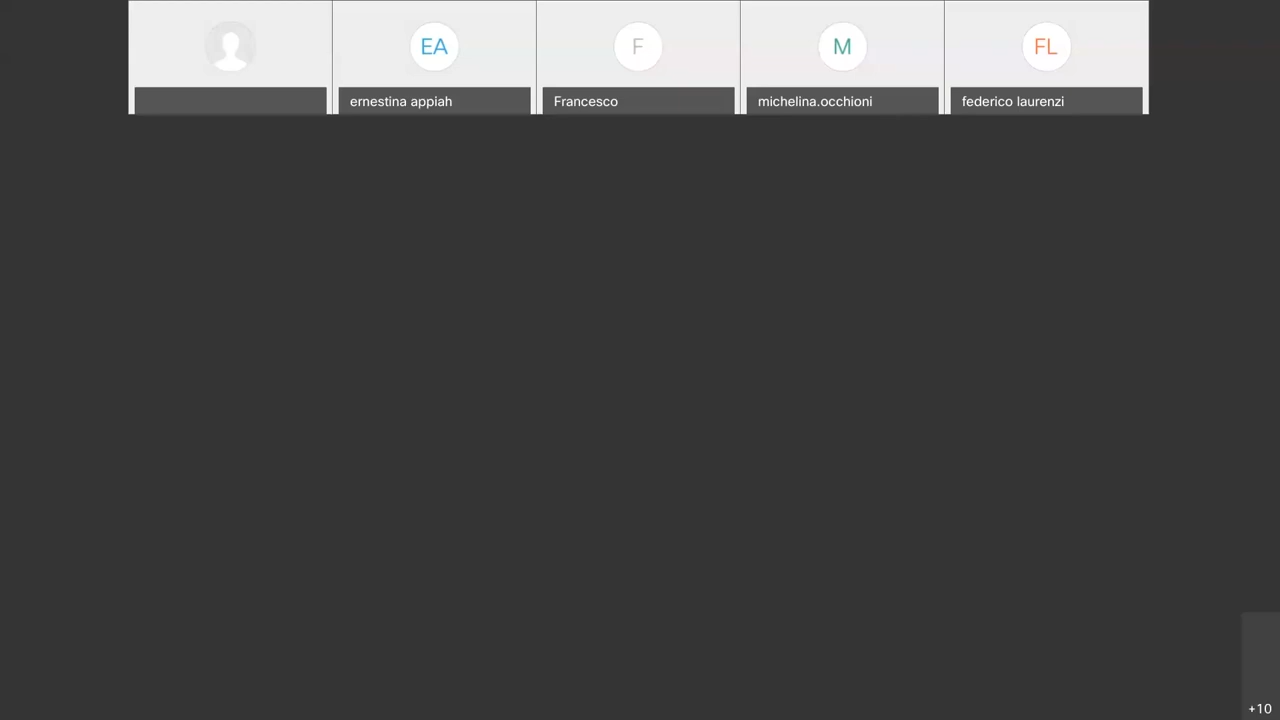 EA
F
M
FL
ernestina appiah
Francesco
michelina.occhioni
federico laurenzi
+10